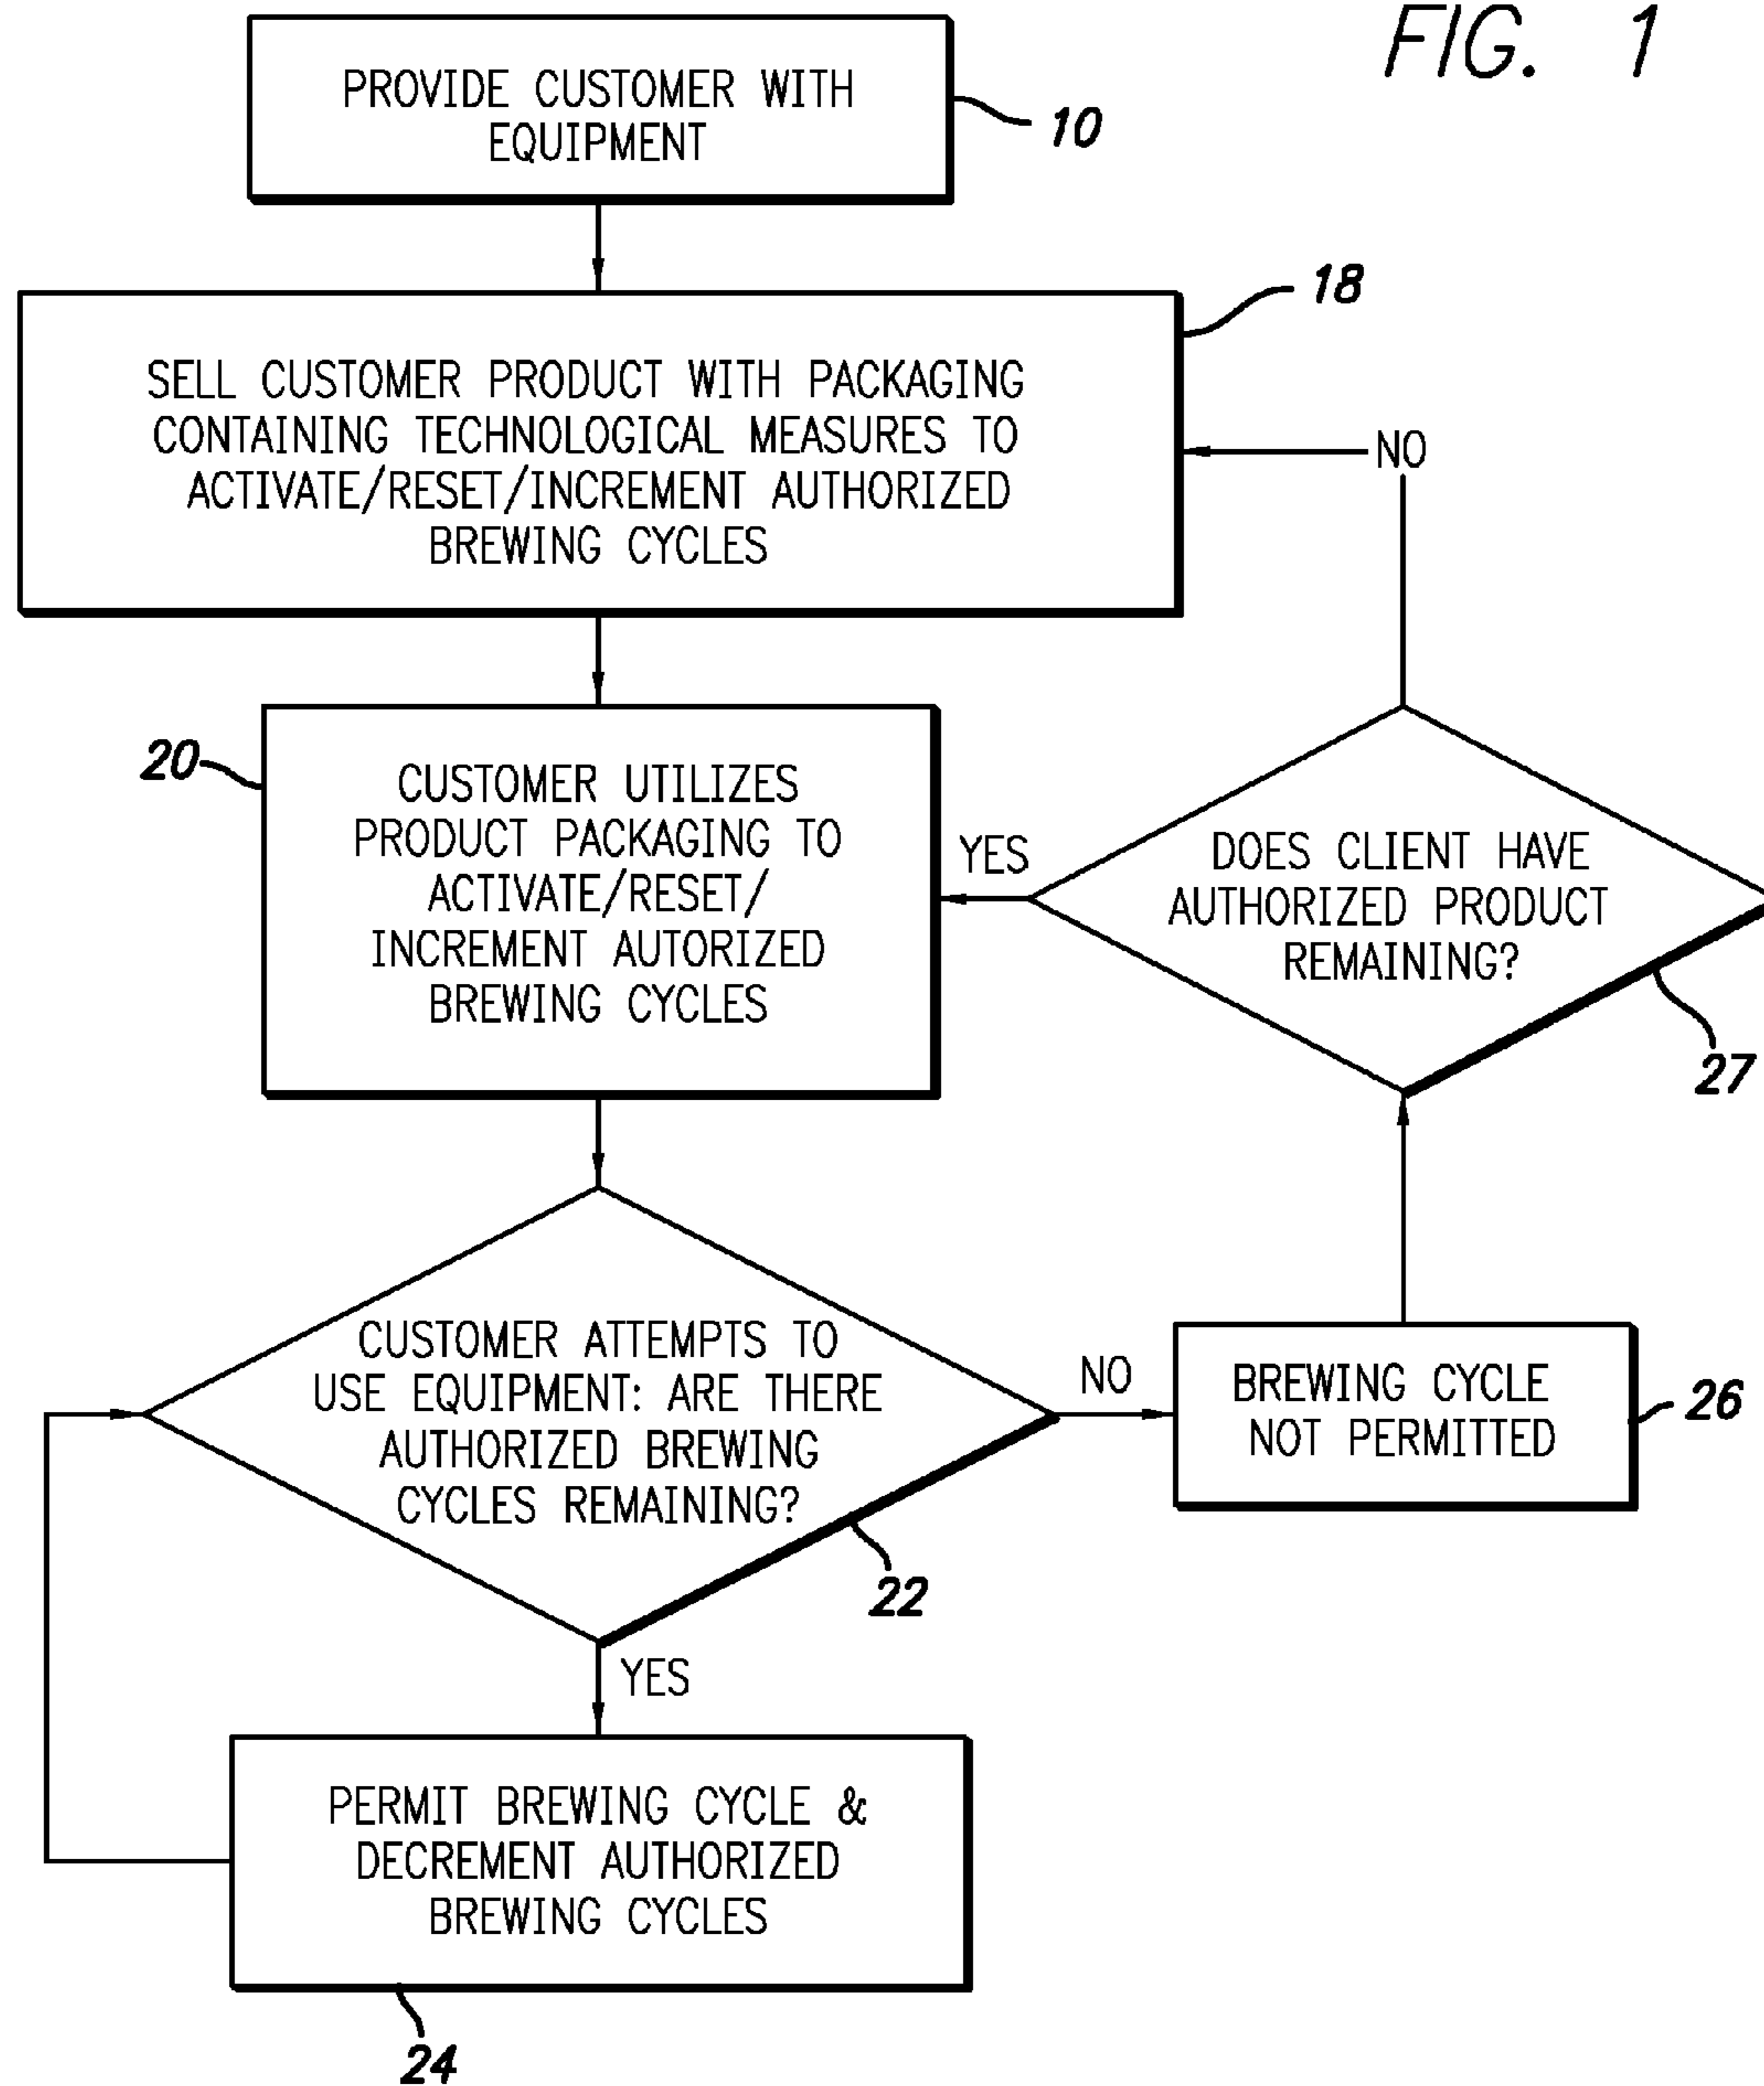 FIG. 1
PROVIDE CUSTOMER WITH
EQUIPMENT
10
18
SELL CUSTOMER PRODUCT WITH PACKAGING
CONTAINING TECHNOLOGICAL MEASURES TO
ACTIVATE/RESET/INCREMENT AUTHORIZED
BREWING CYCLES
NO
20
CUSTOMER UTILIZES
PRODUCT PACKAGING TO
ACTIVATE/RESET/
INCREMENT AUTORIZED
BREWING CYCLES
YES
DOES CLIENT HAVE
AUTHORIZED PRODUCT
REMAINING?
27
CUSTOMER ATTEMPTS TO
USE EQUIPMENT: ARE THERE
AUTHORIZED BREWING
CYCLES REMAINING?
22
NO
BREWING CYCLE
NOT PERMITTED
26
YES
PERMIT BREWING CYCLE &
DECREMENT AUTHORIZED
BREWING CYCLES
24